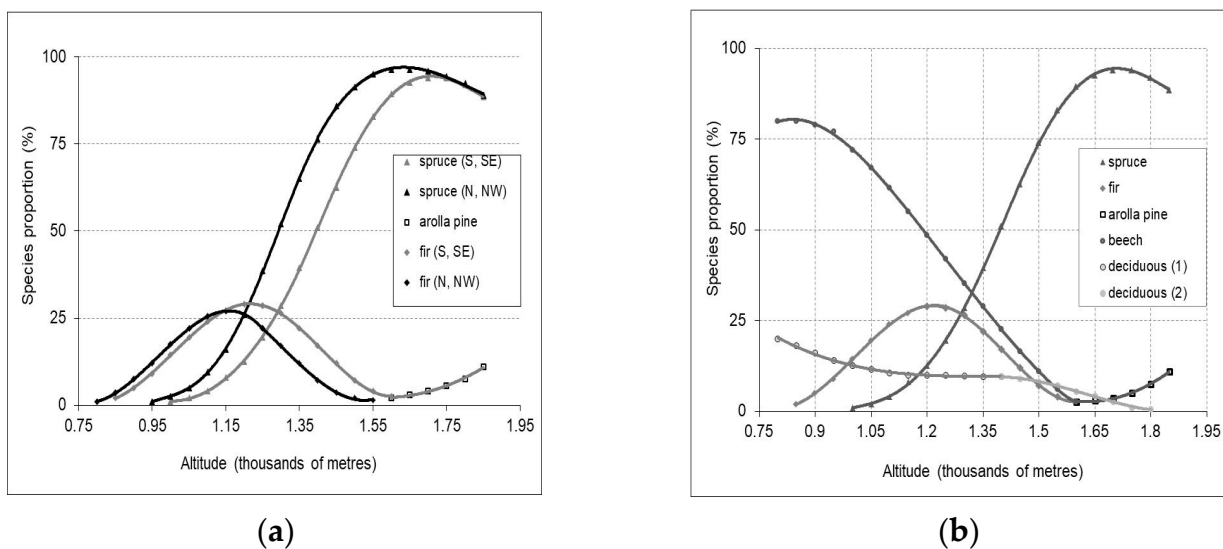 100
75
50
25
0
Species proportion (%)
0.75 0.95 1.15 1.35 1.55 1.75 1.95
Altitude (thousands of metres)
spruce (S, SE)
spruce (N, NW)
arolla pine
fir (S, SE)
fir (N, NW)
(a)
100
75
50
25
0
Species proportion (%)
0.75 0.9 1.05 1.2 1.35 1.5 1.65 1.8 1.95
Altitude (thousands of metres)
spruce
fir
arolla pine
beech
deciduous (1)
deciduous (2)
(b)